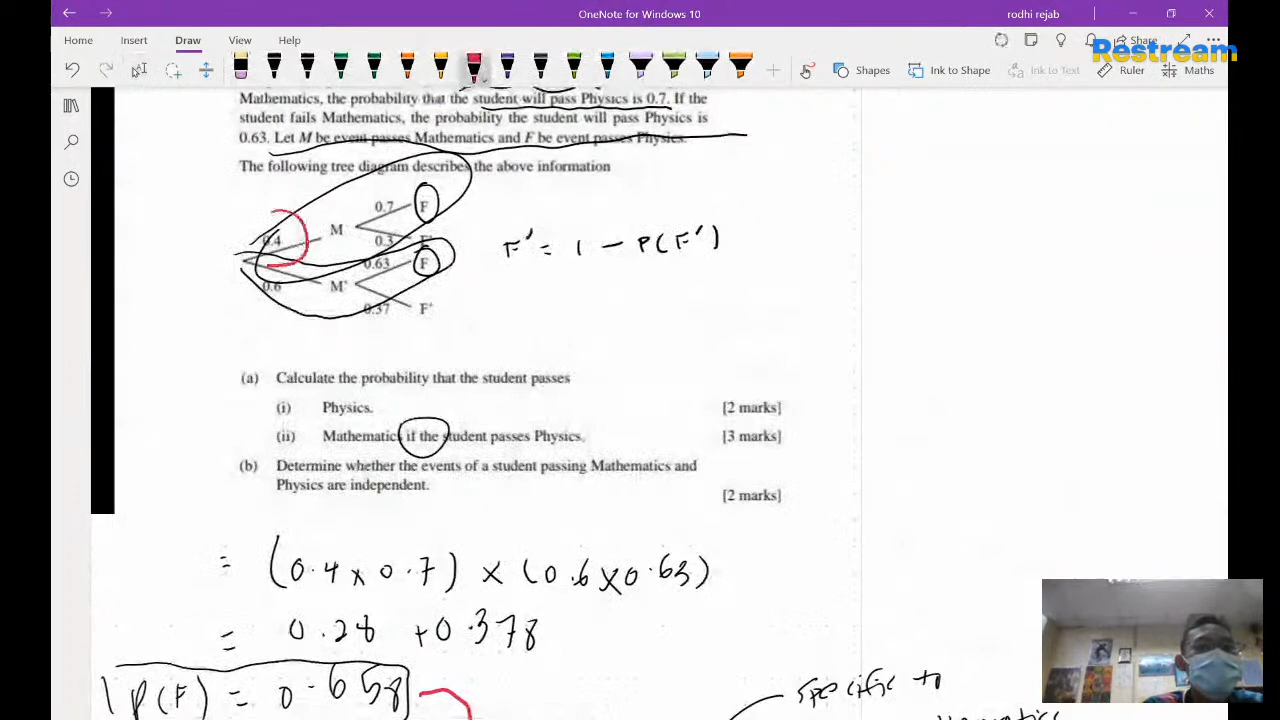 OneNote for Windows 10
rodhi rejab
Home Insert Draw View Help
Share
Restream
Shapes Ink to Shape Ink to Text Ruler Maths
Mathematics, the probability that the student will pass Physics is 0.7. If the
student fails Mathematics, the probability the student will pass Physics is
0.63. Let M be event passes Mathematics and F be event passes Physics.
The following tree diagram describes the above information
0.7 F
M
0.4 0.3 F'
0.63 F
0.6 M'
0.37 F'
F' = 1 - P(F')
(a) Calculate the probability that the student passes
(i) Physics. [2 marks]
(ii) Mathematics if the student passes Physics. [3 marks]
(b) Determine whether the events of a student passing Mathematics and
Physics are independent.
[2 marks]
= (0.4 x 0.7) x (0.6 x 0.63)
= 0.28 + 0.378
P(F) = 0.658
specific to